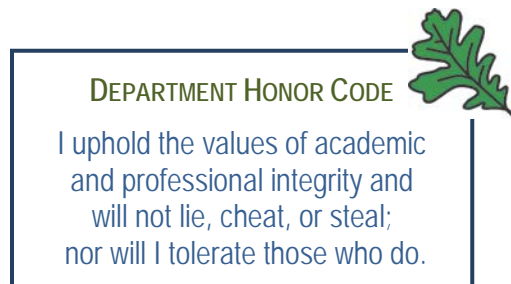 DEPARTMENT HONOR CODE
I uphold the values of academic
and professional integrity and
will not lie, cheat, or steal;
nor will I tolerate those who do.